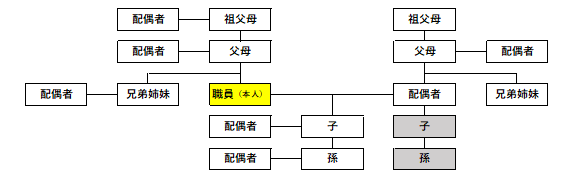 配偶者 祖父母 祖父母
配偶者 父母 父母 配偶者
配偶者 兄弟姉妹 職員（本人） 配偶者 兄弟姉妹
配偶者 子 子
配偶者 孫 孫